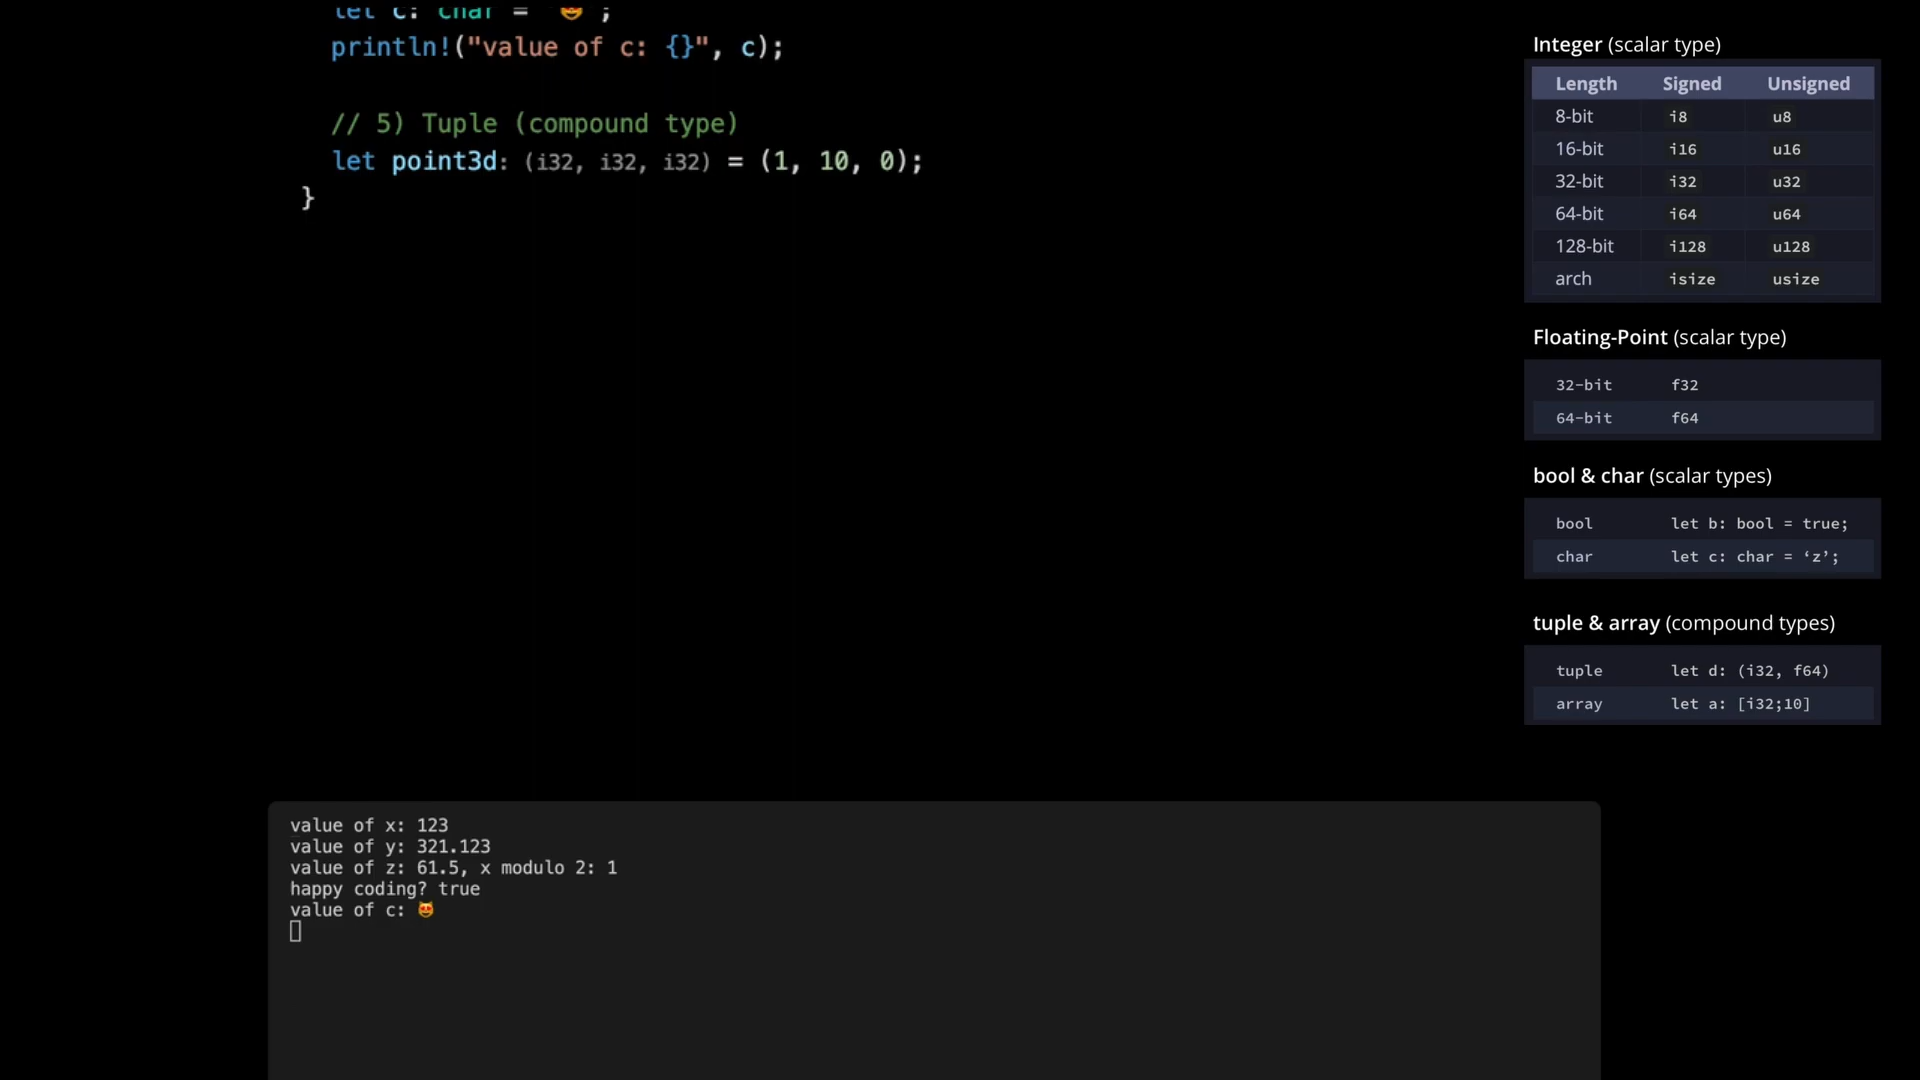 let c: char = '😍';
println!("value of c: {}", c);
// 5) Tuple (compound type)
let point3d: (i32, i32, i32) = (1, 10, 0);
}
Integer (scalar type)
Length Signed Unsigned
8-bit i8 u8
16-bit i16 u16
32-bit i32 u32
64-bit i64 u64
128-bit i128 u128
arch isize usize
Floating-Point (scalar type)
32-bit f32
64-bit f64
bool & char (scalar types)
bool let b: bool = true;
char let c: char = ‘z’;
tuple & array (compound types)
tuple let d: (i32, f64)
array let a: [i32;10]
value of x: 123
value of y: 321.123
value of z: 61.5, x modulo 2: 1
happy coding? true
value of c: 😻